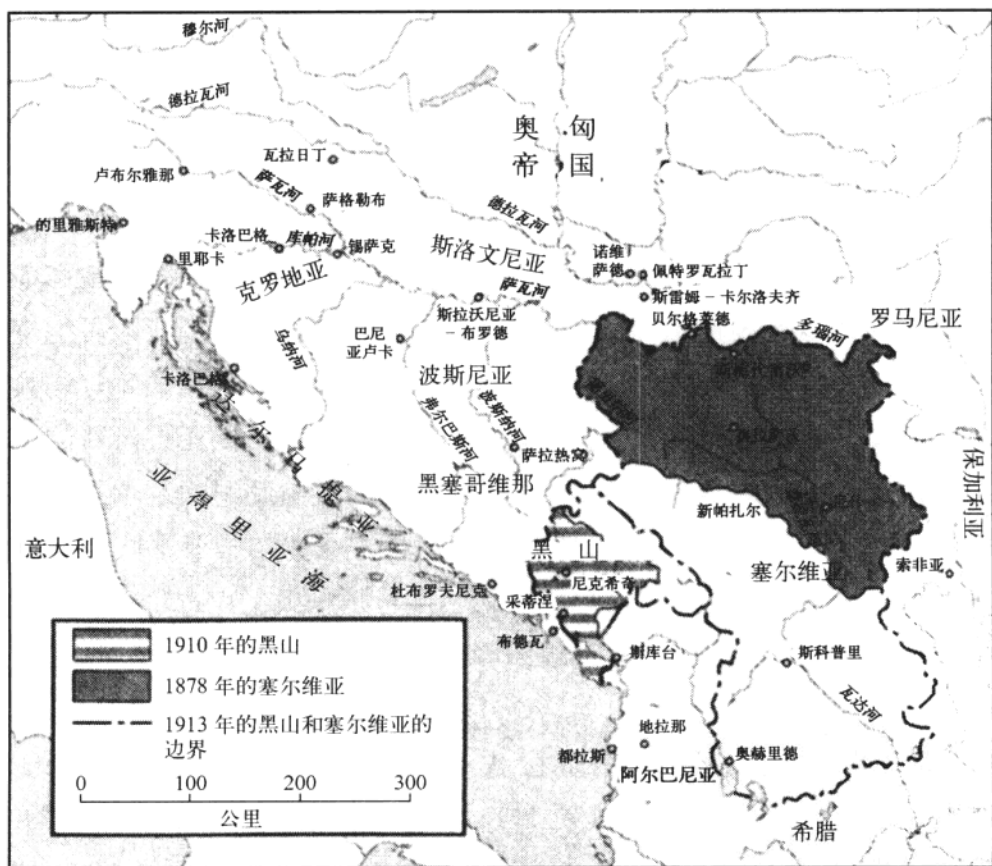 穆尔河
德拉瓦河
奥匈
帝国
瓦拉日丁
卢布尔雅那
萨瓦河
萨格勒布
的里雅斯特
卡洛巴格
库帕河
锡萨克
德拉瓦河
斯洛文尼亚
诺维
萨德
佩特罗瓦拉丁
里耶卡
克罗地亚
萨瓦河
斯雷姆－卡尔洛夫齐
斯拉沃尼亚
－布罗德
贝尔格莱德
多瑙河
罗马尼亚
乌纳河
巴尼
亚卢卡
卡洛巴格
波斯尼亚
波斯纳河
弗尔巴斯河
萨拉热窝
达尔马提亚
亚得里亚海
黑塞哥维那
新帕扎尔
保加利亚
意大利
黑山
塞尔维亚
索非亚
尼克希奇
杜布罗夫尼克
采蒂涅
布德瓦
斯库台
斯科普里
瓦达河
地拉那
都拉斯
奥赫里德
阿尔巴尼亚
希腊
1910 年的黑山
1878 年的塞尔维亚
1913 年的黑山和塞尔维亚的
边界
0 100 200 300
公里